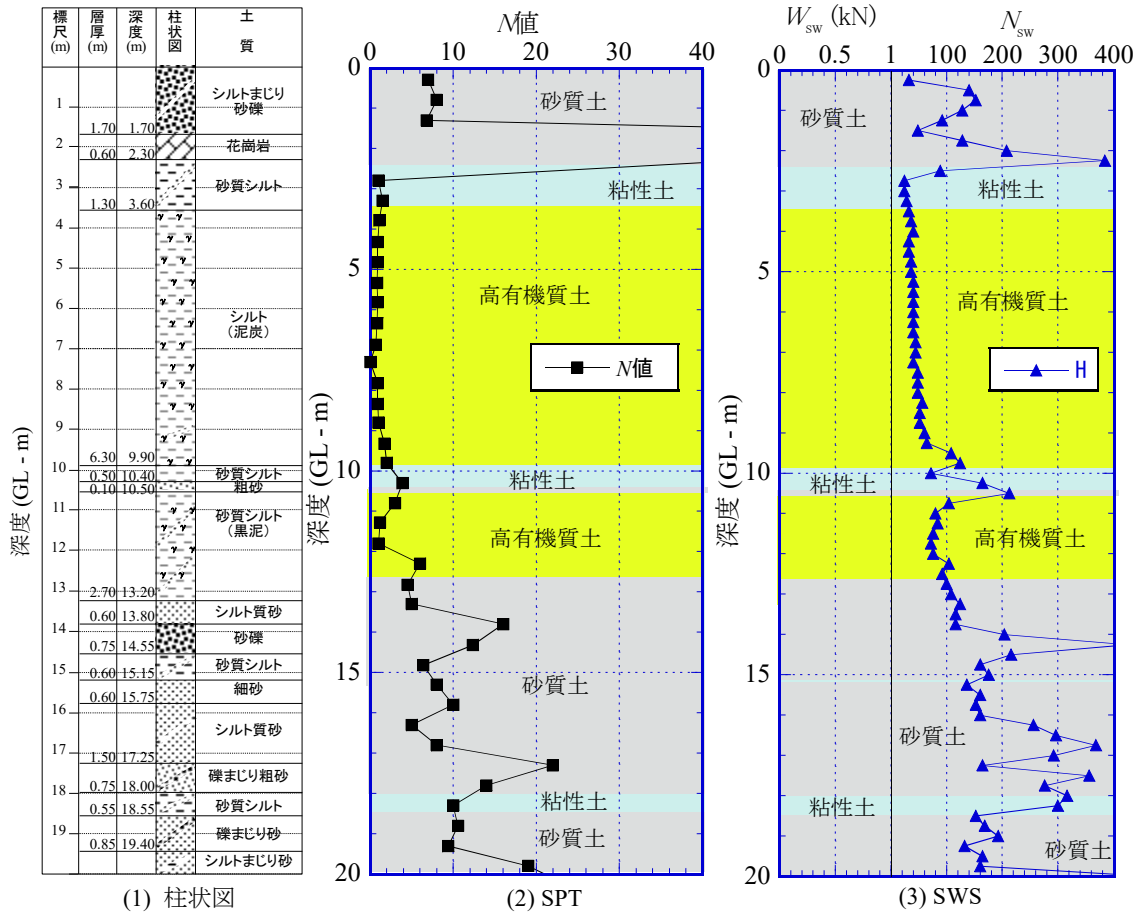 標尺(m) 層厚(m) 深度(m) 柱状図 土質
1
シルトまじり
砂礫
1.70 1.70
2
花崗岩
0.60 2.30
3
砂質シルト
1.30 3.60
4
5
6
シルト
(泥炭)
7
8
9
6.30 9.90
10
砂質シルト
0.50 10.40
粗砂
0.10 10.50
11
砂質シルト
(黒泥)
12
13
2.70 13.20
シルト質砂
0.60 13.80
14
砂礫
0.75 14.55
15
砂質シルト
0.60 15.15
細砂
0.60 15.75
16
シルト質砂
17
1.50 17.25
礫まじり粗砂
0.75 18.00
18
砂質シルト
0.55 18.55
19
礫まじり砂
0.85 19.40
シルトまじり砂
深度 (GL - m)
(1) 柱状図
N値
0 10 20 30 40
0
5
10
15
20
深度 (GL - m)
砂質土
粘性土
高有機質土
N値
粘性土
高有機質土
砂質土
粘性土
砂質土
(2) SPT
Wsw (kN) Nsw
0 0.5 1 100 200 300 400
0
5
10
15
20
深度 (GL - m)
砂質土
粘性土
高有機質土
H
粘性土
高有機質土
砂質土
粘性土
砂質土
(3) SWS